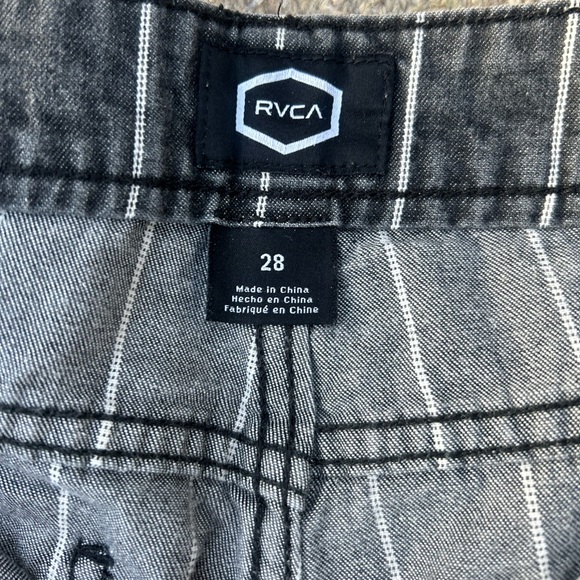 RVCA
28
Made in China
Hecho en China
Fabriqué en Chine